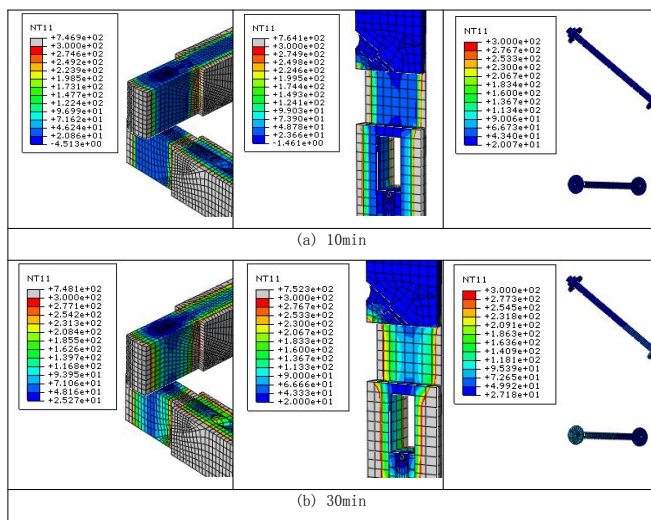 NT11
+7.469e+02
+3.000e+02
+2.746e+02
+2.492e+02
+2.239e+02
+1.985e+02
+1.731e+02
+1.477e+02
+1.224e+02
+9.699e+01
+7.162e+01
+4.624e+01
+2.086e+01
-4.513e+00
NT11
+7.641e+02
+3.000e+02
+2.749e+02
+2.498e+02
+2.246e+02
+1.995e+02
+1.744e+02
+1.493e+02
+1.241e+02
+9.903e+01
+7.390e+01
+4.878e+01
+2.366e+01
-1.461e+00
NT11
+3.000e+02
+2.767e+02
+2.533e+02
+2.300e+02
+2.067e+02
+1.834e+02
+1.600e+02
+1.367e+02
+1.134e+02
+9.006e+01
+6.673e+01
+4.340e+01
+2.007e+01
(a) 10min
NT11
+7.481e+02
+3.000e+02
+2.771e+02
+2.542e+02
+2.313e+02
+2.084e+02
+1.855e+02
+1.626e+02
+1.397e+02
+1.168e+02
+9.395e+01
+7.106e+01
+4.816e+01
+2.527e+01
NT11
+7.523e+02
+3.000e+02
+2.767e+02
+2.533e+02
+2.300e+02
+2.067e+02
+1.833e+02
+1.600e+02
+1.367e+02
+1.133e+02
+9.000e+01
+6.666e+01
+4.333e+01
+2.000e+01
NT11
+3.000e+02
+2.773e+02
+2.545e+02
+2.318e+02
+2.091e+02
+1.863e+02
+1.636e+02
+1.409e+02
+1.181e+02
+9.539e+01
+7.265e+01
+4.992e+01
+2.718e+01
(b) 30min